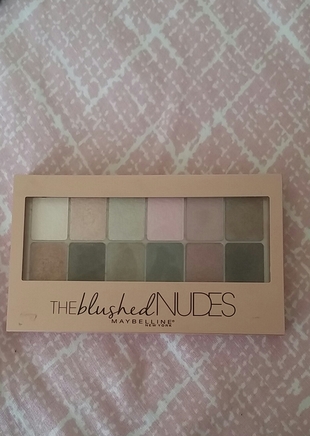 THE blushed NUDES
MAYBELLINE
NEW YORK